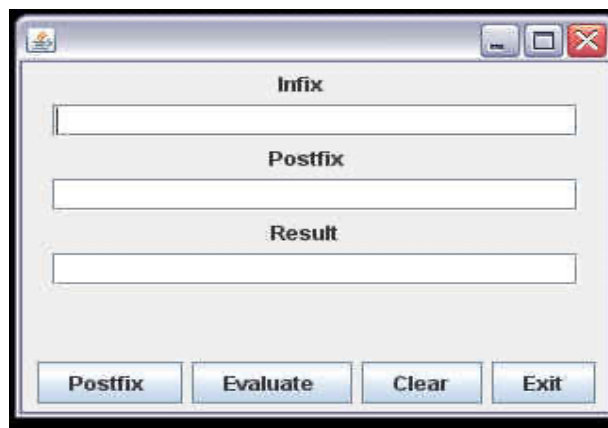 Infix
Postfix
Result
Postfix Evaluate Clear Exit